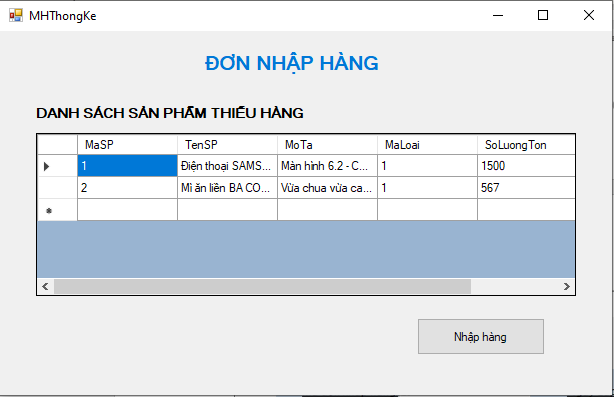 MHThongKe
ĐƠN NHẬP HÀNG
DANH SÁCH SẢN PHẨM THIẾU HÀNG
MaSP TenSP MoTa MaLoai SoLuongTon
1 Điện thoại SAMS... Màn hình 6.2 - C... 1 1500
2 Mì ăn liền BA CO... Vừa chua vừa ca... 1 567
Nhập hàng